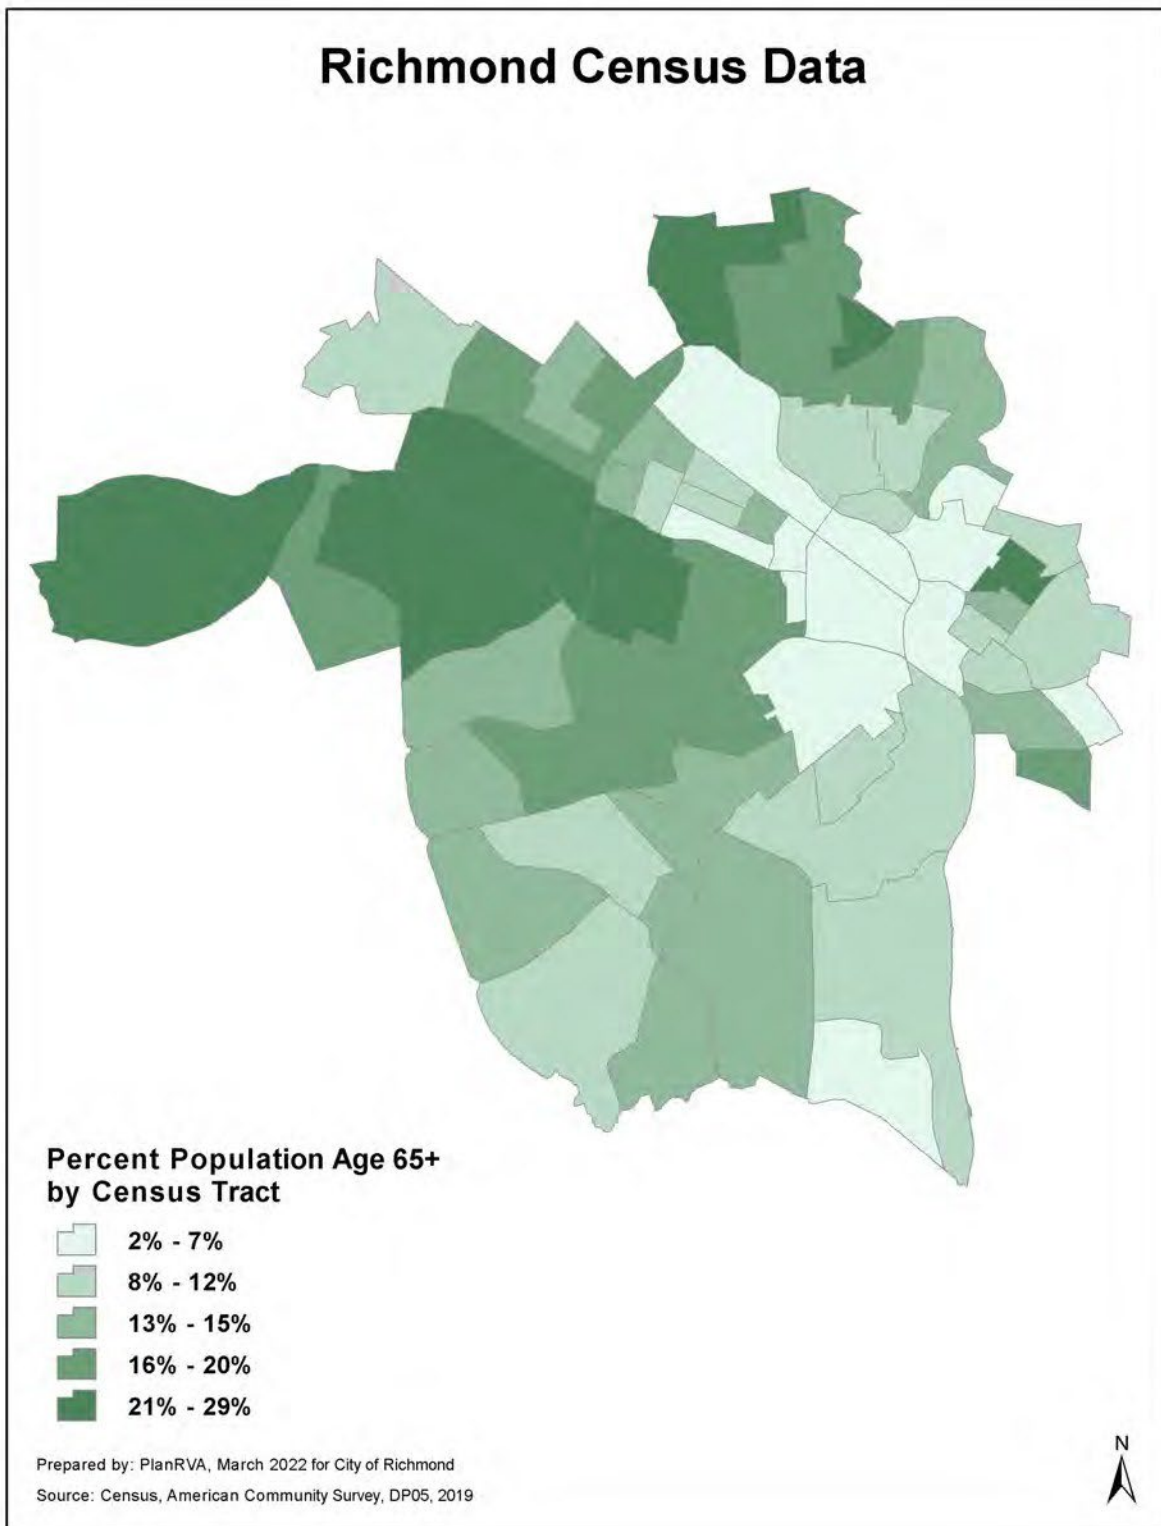 Richmond Census Data
Percent Population Age 65+
by Census Tract
2% - 7%
8% - 12%
13% - 15%
16% - 20%
21% - 29%
Prepared by: PlanRVA, March 2022 for City of Richmond
Source: Census, American Community Survey, DP05, 2019
N